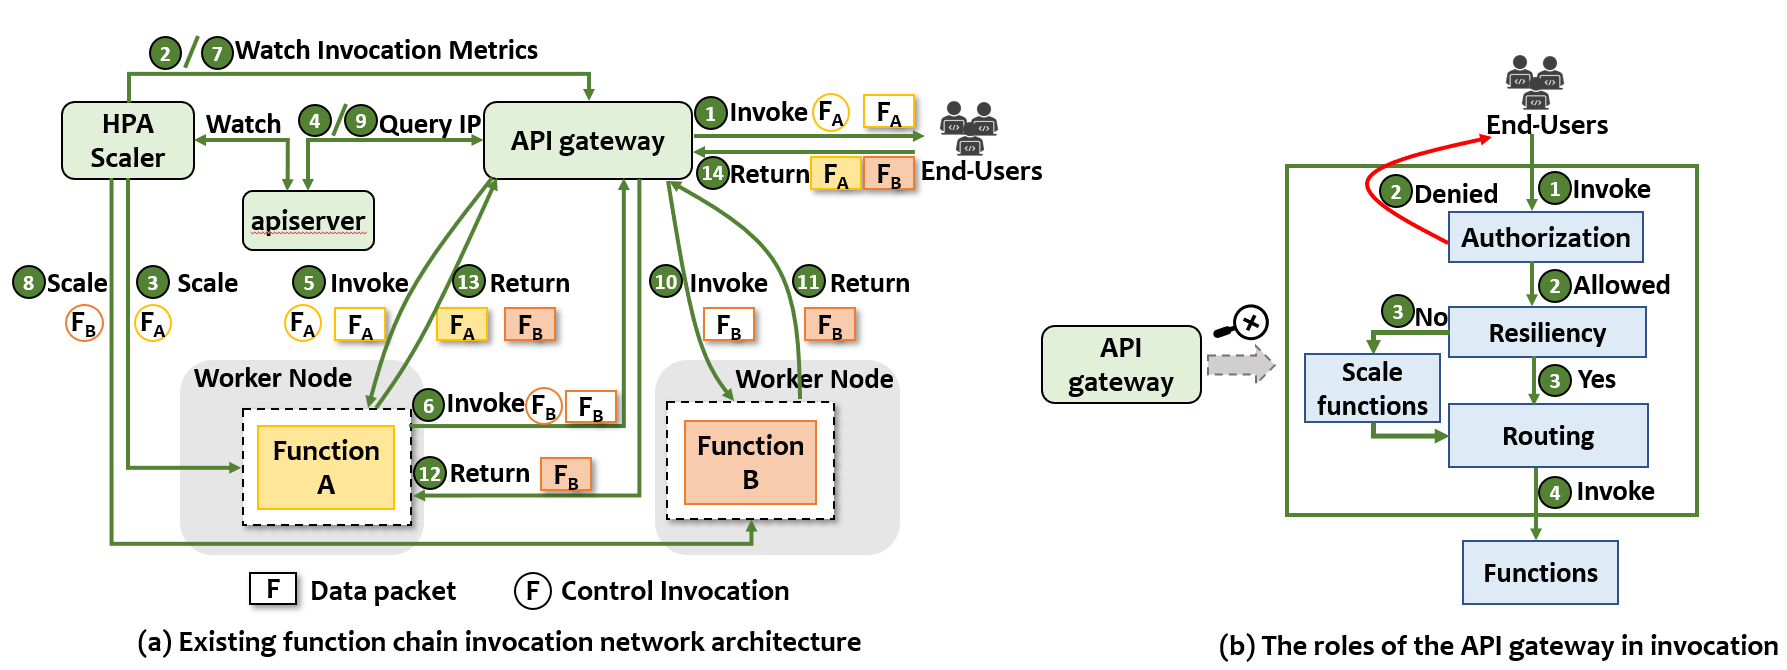 2 / 7 Watch Invocation Metrics
HPA
Scaler
Watch
4 / 9 Query IP
API gateway
1 Invoke FA FA
14 Return FA FB
End-Users
apiserver
8 Scale
FB
3 Scale
FA
5 Invoke
FA FA
13 Return
FA FB
10 Invoke
FB
11 Return
FB
Worker Node
Function
A
6 Invoke FB FB
12 Return FB
Worker Node
Function
B
F Data packet
F Control Invocation
(a) Existing function chain invocation network architecture
API
gateway
End-Users
1 Invoke
2 Denied
Authorization
2 Allowed
3 No
Resiliency
Scale
functions
3 Yes
Routing
4 Invoke
Functions
(b) The roles of the API gateway in invocation